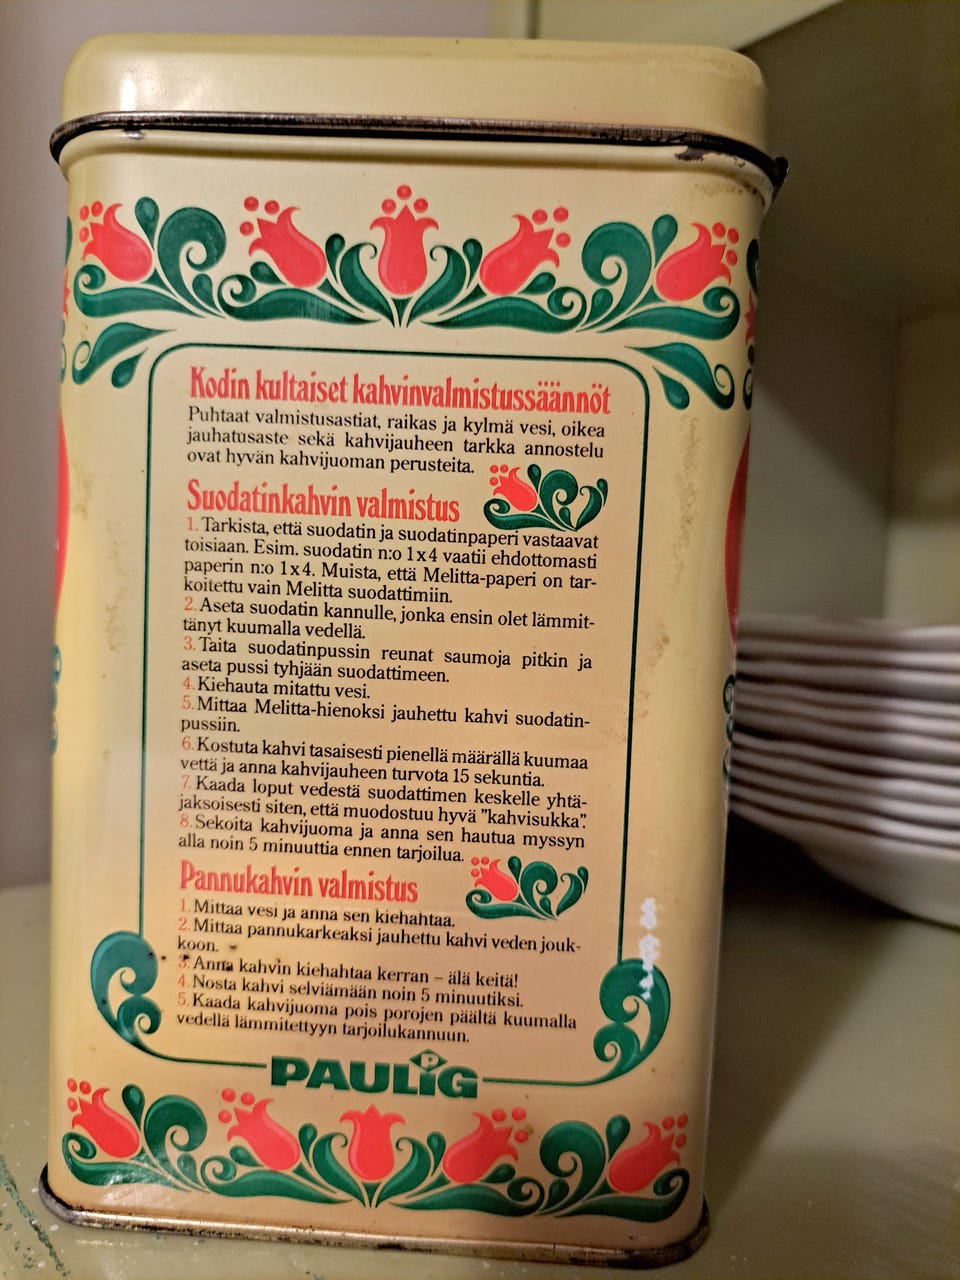 Kodin kultaiset kahvinvalmistussäännöt
Puhtaat valmistusastiat, raikas ja kylmä vesi, oikea
jauhatusaste sekä kahvijauheen tarkka annostelu
ovat hyvän kahvijuoman perusteita.
Suodatinkahvin valmistus
1. Tarkista, että suodatin ja suodatinpaperi vastaavat
toisiaan. Esim. suodatin n:o 1x4 vaatii ehdottomasti
paperin n:o 1x4. Muista, että Melitta-paperi on tar-
koitettu vain Melitta suodattimiin.
2. Aseta suodatin kannulle, jonka ensin olet lämmit-
tänyt kuumalla vedellä.
3. Taita suodatinpussin reunat saumoja pitkin ja
aseta pussi tyhjään suodattimeen.
4. Kiehauta mitattu vesi.
5. Mittaa Melitta-hienoksi jauhettu kahvi suodatin-
pussiin.
6. Kostuta kahvi tasaisesti pienellä määrällä kuumaa
vettä ja anna kahvijauheen turvota 15 sekuntia.
7. Kaada loput vedestä suodattimen keskelle yhtä-
jaksoisesti siten, että muodostuu hyvä ”kahvisukka”.
8. Sekoita kahvijuoma ja anna sen hautua myssyn
alla noin 5 minuuttia ennen tarjoilua.
Pannukahvin valmistus
1. Mittaa vesi ja anna sen kiehahtaa.
2. Mittaa pannukarkeaksi jauhettu kahvi veden jouk-
koon.
3. Anna kahvin kiehahtaa kerran – älä keitä!
4. Nosta kahvi selviämään noin 5 minuutiksi.
5. Kaada kahvijuoma pois porojen päältä kuumalla
vedellä lämmitettyyn tarjoilukannuun.
P
PAULIG